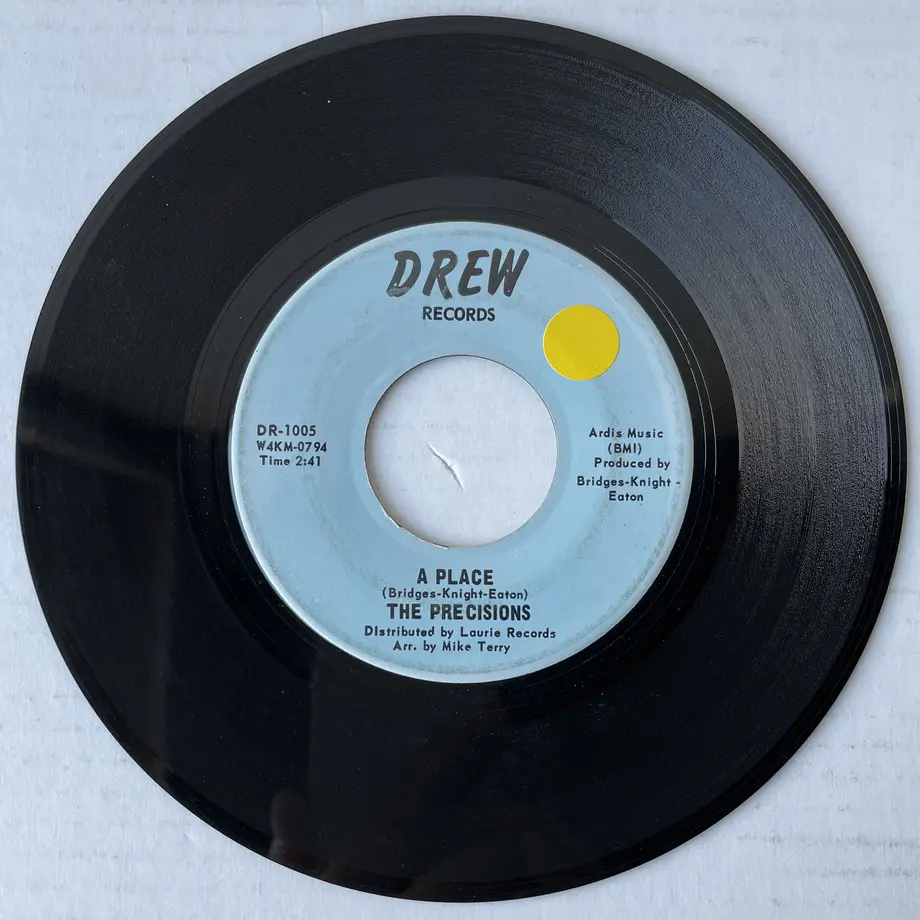 DREW
RECORDS
DR-1005
W4KM-0794
Time 2:41
Ardis Music
(BMI)
Produced by
Bridges-Knight -
Eaton
A PLACE
(Bridges-Knight-Eaton)
THE PRECISIONS
Distributed by Laurie Records
Arr. by Mike Terry